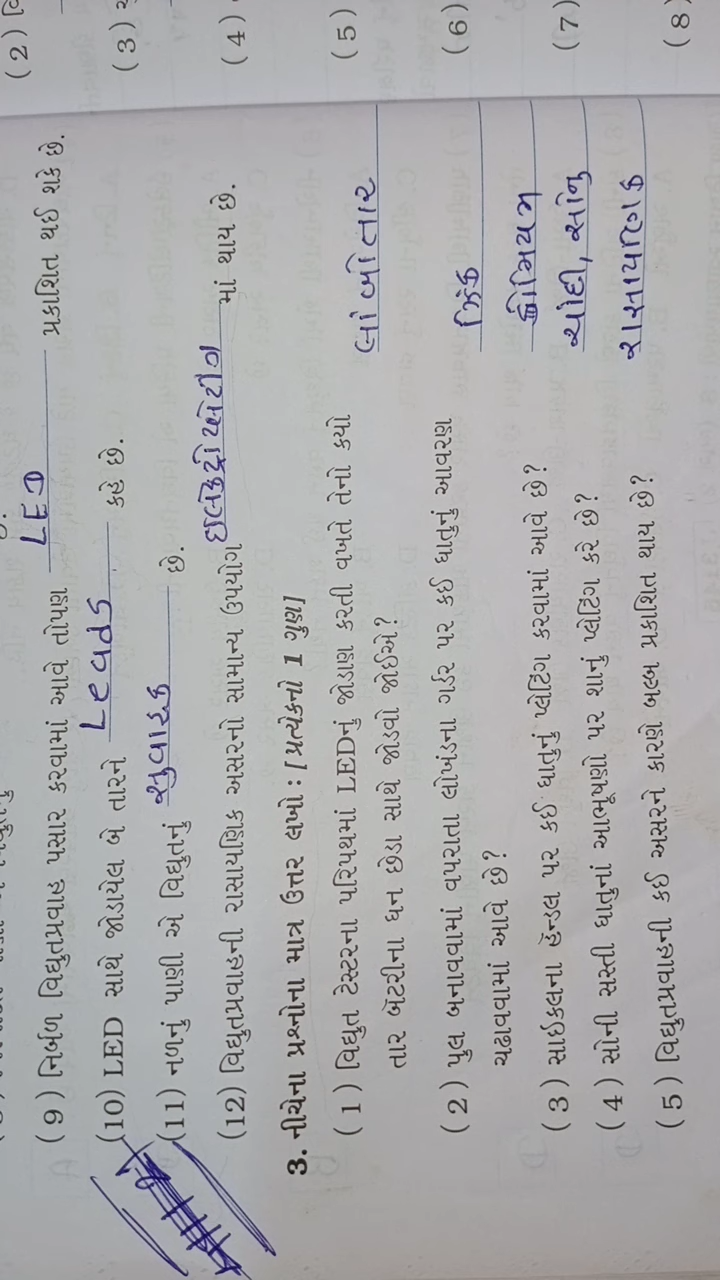 (9) નિર્બળ વિદ્યુતપ્રવાહ પસાર કરવામાં આવે તોપણ LED પ્રકાશિત થઈ શકે છે.
(10) LED સાથે જોડાયેલ બે તારને Leads કહે છે.
(11) નળનું પાણી એ વિદ્યુતનું સુવાહક છે.
(12) વિદ્યુતપ્રવાહની રાસાયણિક અસરનો સામાન્ય ઉપયોગ ઇલેક્ટ્રોપ્લેટીંગ માં થાય છે.
3. નીચેના પ્રશ્નોના માત્ર ઉત્તર લખો : [પ્રત્યેકનો 1 ગુણ]
(1) વિદ્યુત ટેસ્ટરના પરિપથમાં LEDનું જોડાણ કરતી વખતે તેનો કયો
તાર બૅટરીના ધન છેડા સાથે જોડવો જોઈએ? લાંબો તાર
(2) પુલ બનાવવામાં વપરાતા લોખંડના ગર્ડર પર કઈ ધાતુનું આવરણ
ચઢાવવામાં આવે છે? ઝિંક
(3) સાઈકલના હૅન્ડલ પર કઈ ધાતુનું પ્લેટિંગ કરવામાં આવે છે? ક્રોમિયમ
(4) સોની સસ્તી ધાતુનાં આભૂષણો પર શાનું પ્લેટિંગ કરે છે? ચાંદી, સોનુ
(5) વિદ્યુતપ્રવાહની કઈ અસરને કારણે બલ્બ પ્રકાશિત થાય છે? રાસાયણિક
(2)
(3)
(4)
(5)
(6)
(7)
(8)